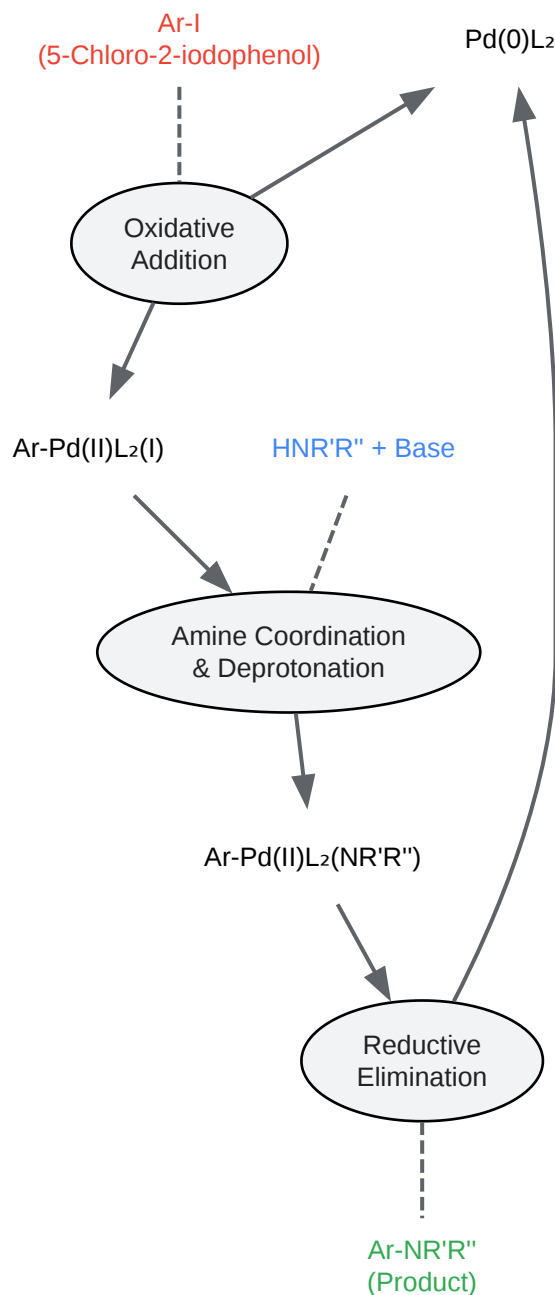 Ar-I
(5-Chloro-2-iodophenol)
Pd(0)L₂
Oxidative
Addition
Ar-Pd(II)L₂(I)
HNR'R'' + Base
Amine Coordination
& Deprotonation
Ar-Pd(II)L₂(NR'R'')
Reductive
Elimination
Ar-NR'R''
(Product)